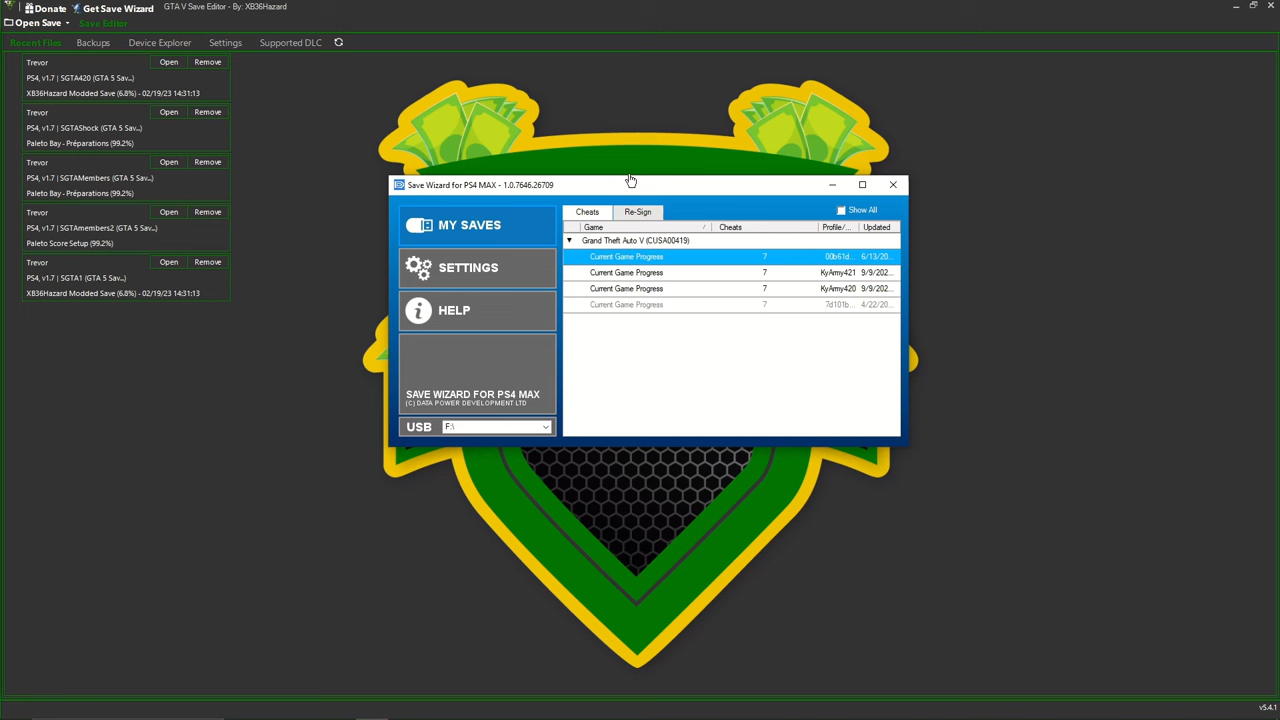 Donate Get Save Wizard GTA V Save Editor - By: XB36Hazard
Open Save Save Editor
Recent Files Backups Device Explorer Settings Supported DLC
Trevor Open Remove
PS4, v1.7 | SGTA420 (GTA 5 Sav...)
XB36Hazard Modded Save (6.8%) - 02/19/23 14:31:13
Trevor Open Remove
PS4, v1.7 | SGTAShock (GTA 5 Sav...)
Paleto Bay - Préparations (99.2%)
Trevor Open Remove
PS4, v1.7 | SGTAMembers (GTA 5 Sav...)
Paleto Bay - Préparations (99.2%)
Trevor Open Remove
PS4, v1.7 | SGTAmembers2 (GTA 5 Sav...)
Paleto Score Setup (99.2%)
Trevor Open Remove
PS4, v1.7 | SGTA1 (GTA 5 Sav...)
XB36Hazard Modded Save (6.8%) - 02/19/23 14:31:13
Save Wizard for PS4 MAX - 1.0.7646.26709
MY SAVES
SETTINGS
HELP
SAVE WIZARD FOR PS4 MAX
(C) DATA POWER DEVELOPMENT LTD
USB F:\
Cheats Re-Sign Show All
Game Cheats Profile/... Updated
Grand Theft Auto V (CUSA00419)
Current Game Progress 7 00b61d... 6/13/20...
Current Game Progress 7 KyArmy421 9/9/202...
Current Game Progress 7 KyArmy420 9/9/202...
Current Game Progress 7 7d101b... 4/22/20...
v5.4.1